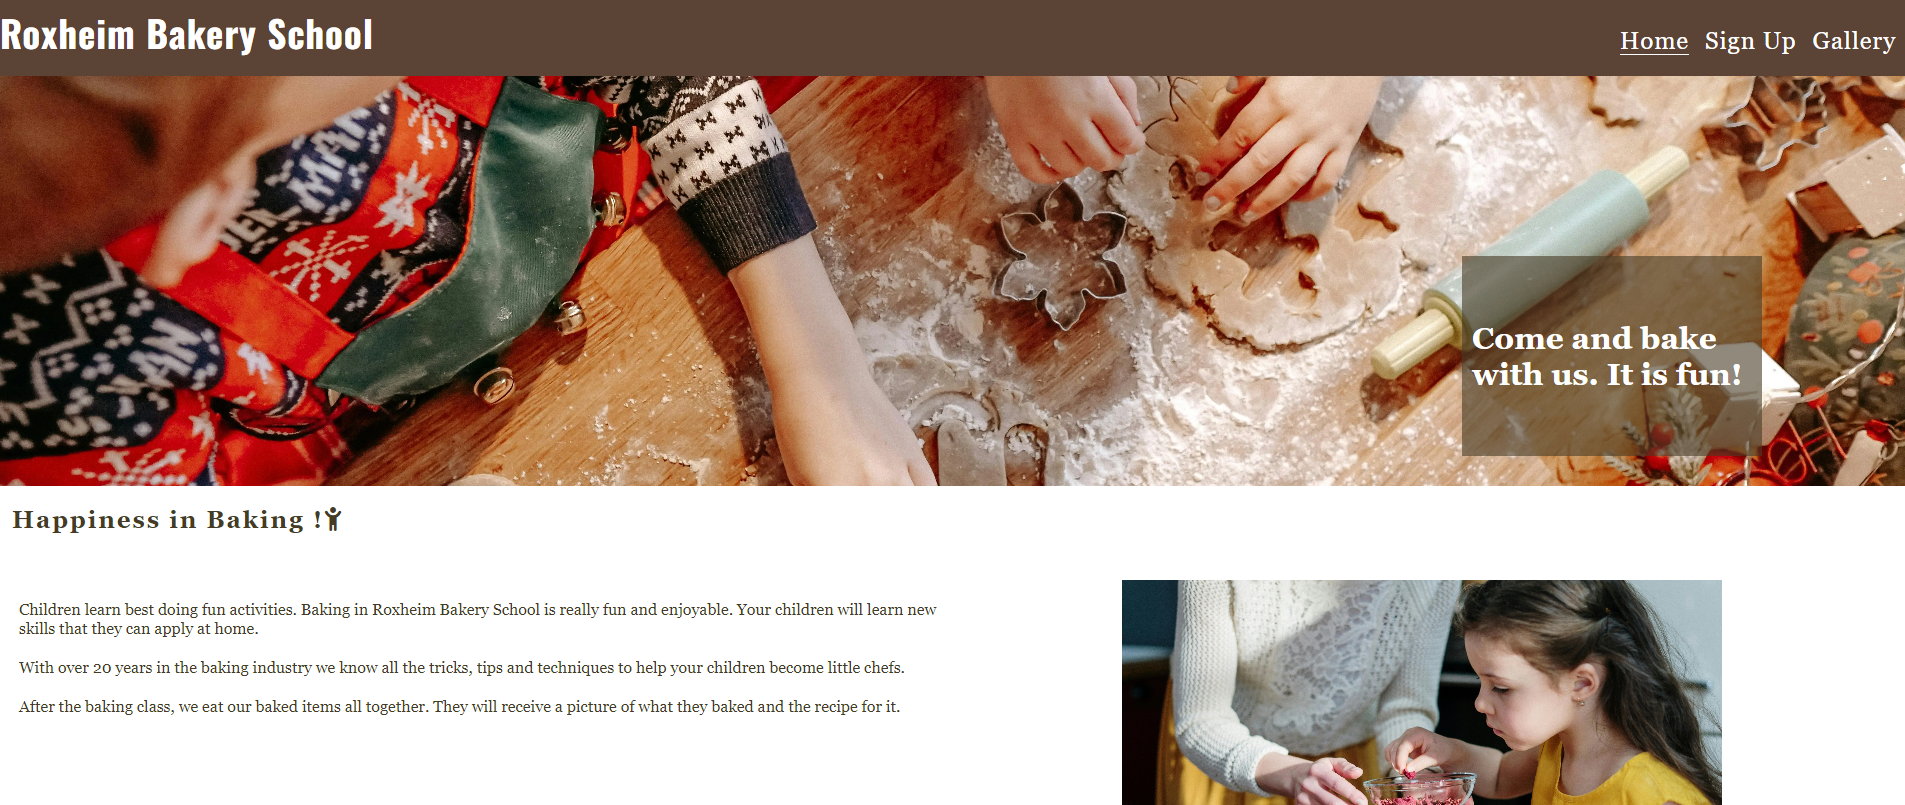 Roxheim Bakery School
Home Sign Up Gallery
MAN
DER
MAN
Come and bake
with us. It is fun!
Happiness in Baking !
Children learn best doing fun activities. Baking in Roxheim Bakery School is really fun and enjoyable. Your children will learn new
skills that they can apply at home.
With over 20 years in the baking industry we know all the tricks, tips and techniques to help your children become little chefs.
After the baking class, we eat our baked items all together. They will receive a picture of what they baked and the recipe for it.